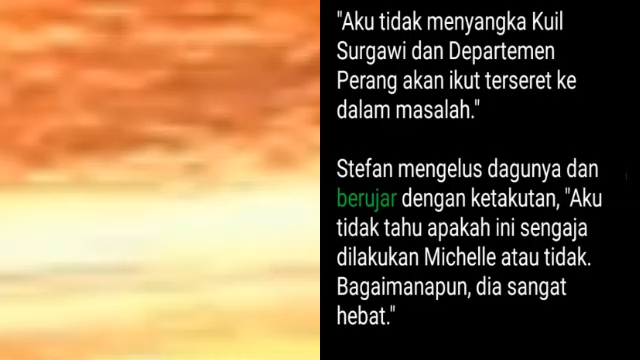 "Aku tidak menyangka Kuil
Surgawi dan Departemen
Perang akan ikut terseret ke
dalam masalah."
Stefan mengelus dagunya dan
berujar dengan ketakutan, "Aku
tidak tahu apakah ini sengaja
dilakukan Michelle atau tidak.
Bagaimanapun, dia sangat
hebat."